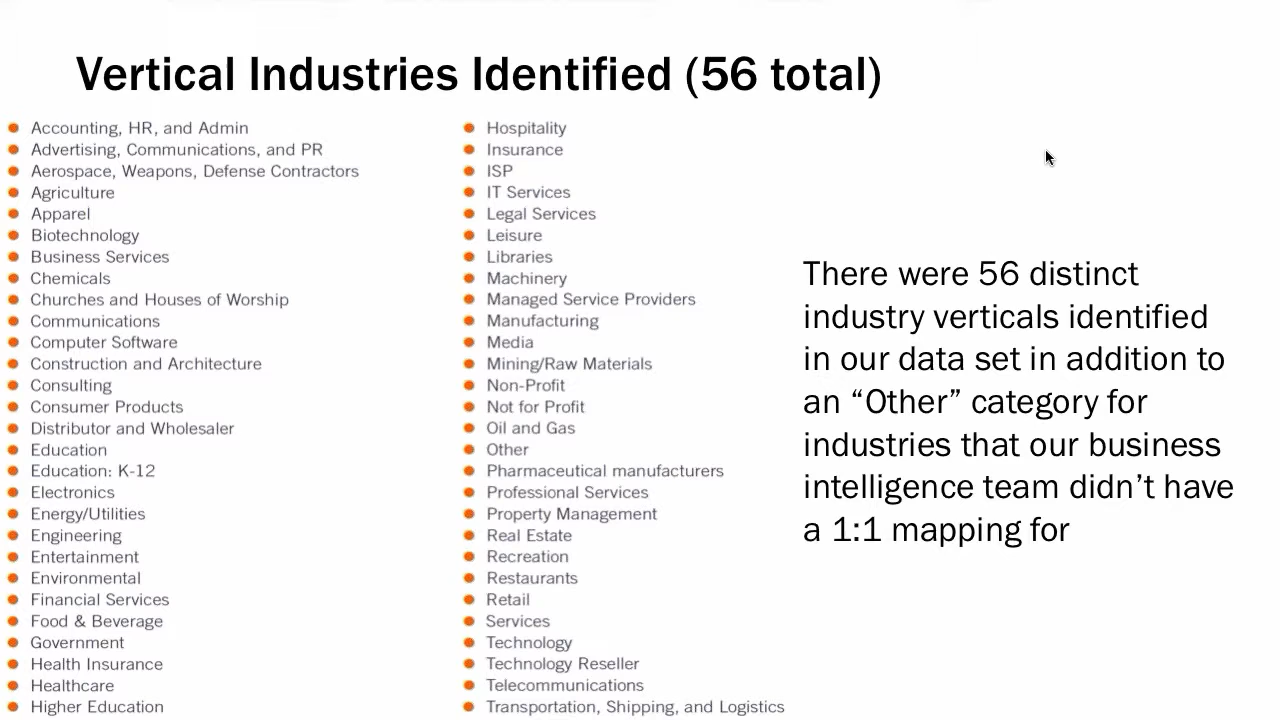 Vertical Industries Identified (56 total)
Accounting, HR, and Admin
Advertising, Communications, and PR
Aerospace, Weapons, Defense Contractors
Agriculture
Apparel
Biotechnology
Business Services
Chemicals
Churches and Houses of Worship
Communications
Computer Software
Construction and Architecture
Consulting
Consumer Products
Distributor and Wholesaler
Education
Education: K-12
Electronics
Energy/Utilities
Engineering
Entertainment
Environmental
Financial Services
Food & Beverage
Government
Health Insurance
Healthcare
Higher Education
Hospitality
Insurance
ISP
IT Services
Legal Services
Leisure
Libraries
Machinery
Managed Service Providers
Manufacturing
Media
Mining/Raw Materials
Non-Profit
Not for Profit
Oil and Gas
Other
Pharmaceutical manufacturers
Professional Services
Property Management
Real Estate
Recreation
Restaurants
Retail
Services
Technology
Technology Reseller
Telecommunications
Transportation, Shipping, and Logistics
There were 56 distinct
industry verticals identified
in our data set in addition to
an “Other” category for
industries that our business
intelligence team didn’t have
a 1:1 mapping for